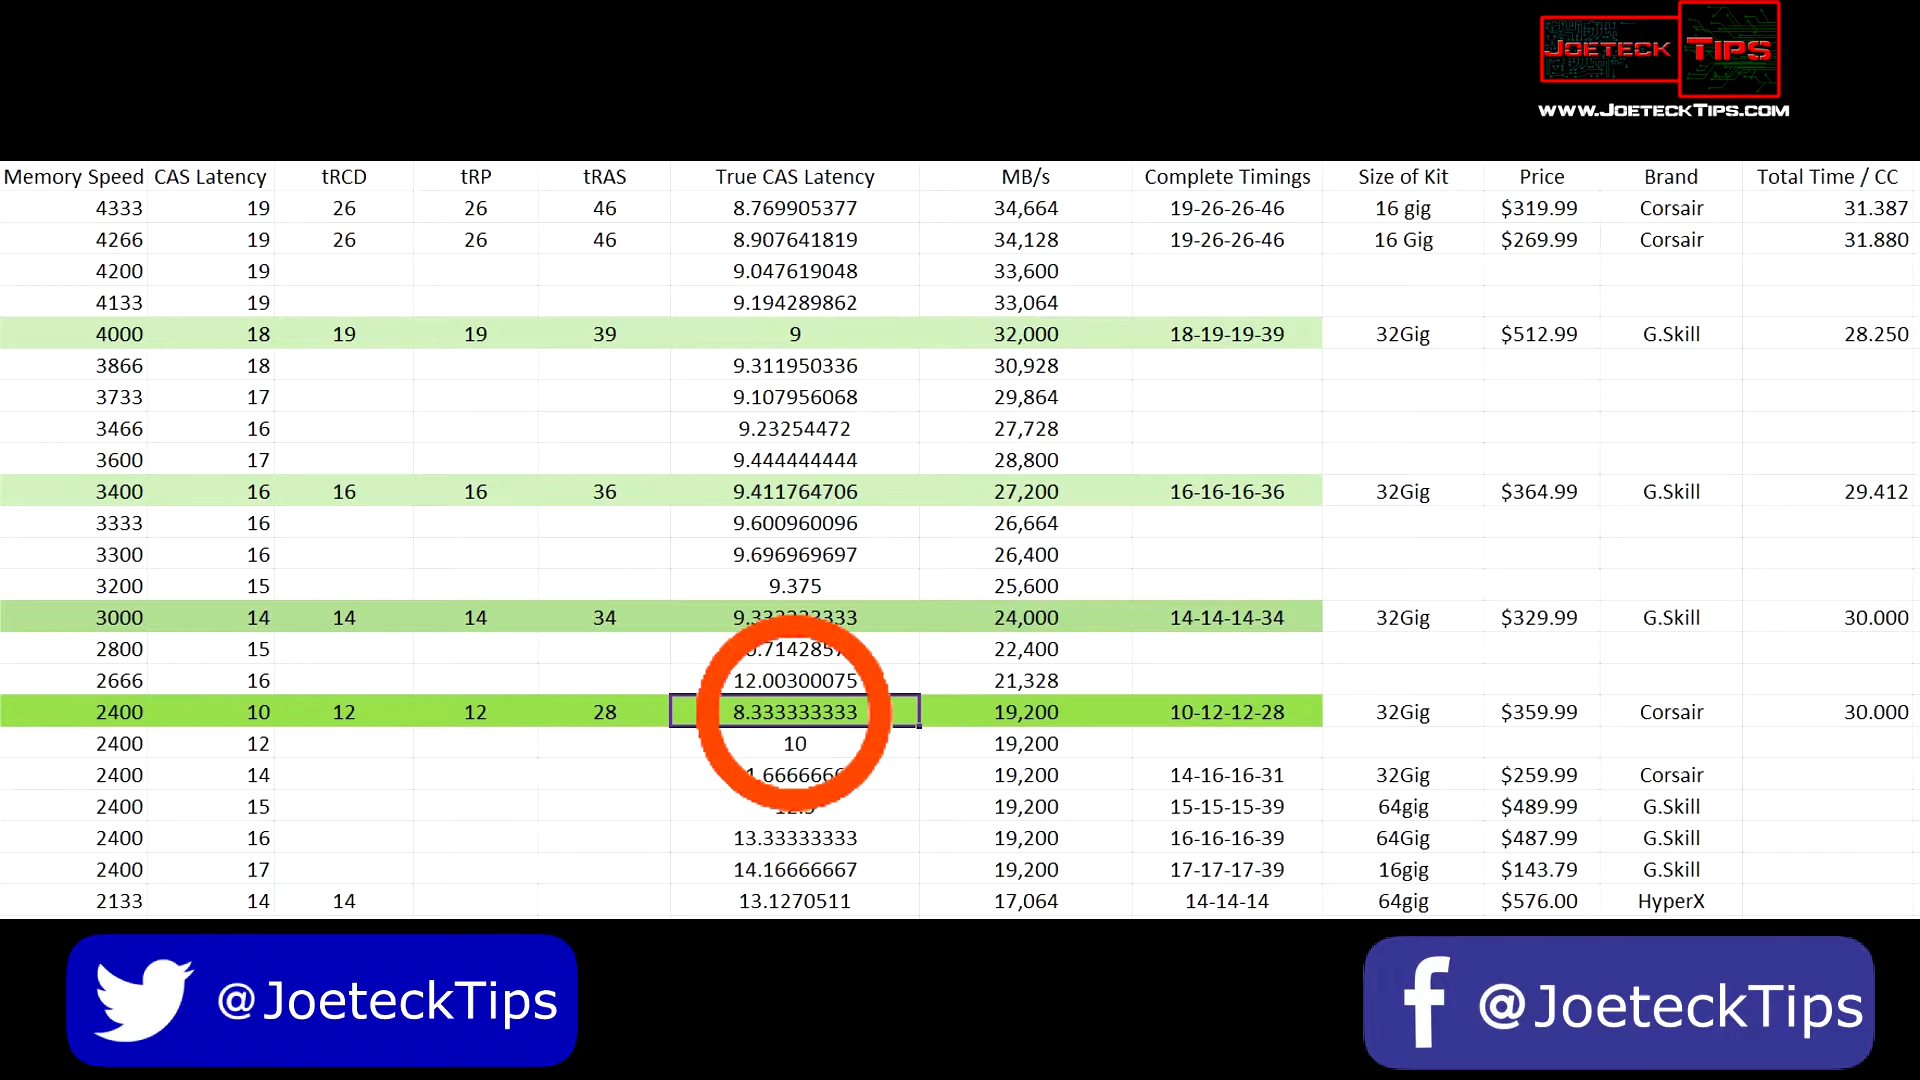 JOETECK TIPS
WWW.JOETECKTIPS.COM
Memory Speed CAS Latency tRCD tRP tRAS True CAS Latency MB/s Complete Timings Size of Kit Price Brand Total Time / CC
4333 19 26 26 46 8.769905377 34,664 19-26-26-46 16 gig $319.99 Corsair 31.387
4266 19 26 26 46 8.907641819 34,128 19-26-26-46 16 Gig $269.99 Corsair 31.880
4200 19 9.047619048 33,600
4133 19 9.194289862 33,064
4000 18 19 19 39 9 32,000 18-19-19-39 32Gig $512.99 G.Skill 28.250
3866 18 9.311950336 30,928
3733 17 9.107956068 29,864
3466 16 9.23254472 27,728
3600 17 9.444444444 28,800
3400 16 16 16 36 9.411764706 27,200 16-16-16-36 32Gig $364.99 G.Skill 29.412
3333 16 9.600960096 26,664
3300 16 9.696969697 26,400
3200 15 9.375 25,600
3000 14 14 14 34 9.333333333 24,000 14-14-14-34 32Gig $329.99 G.Skill 30.000
2800 15 22,400
2666 16 12.00300075 21,328
2400 10 12 12 28 8.333333333 19,200 10-12-12-28 32Gig $359.99 Corsair 30.000
2400 12 10 19,200
2400 14 19,200 14-16-16-31 32Gig $259.99 Corsair
2400 15 19,200 15-15-15-39 64gig $489.99 G.Skill
2400 16 13.33333333 19,200 16-16-16-39 64Gig $487.99 G.Skill
2400 17 14.16666667 19,200 17-17-17-39 16gig $143.79 G.Skill
2133 14 14 13.1270511 17,064 14-14-14 64gig $576.00 HyperX
@JoeteckTips
@JoeteckTips